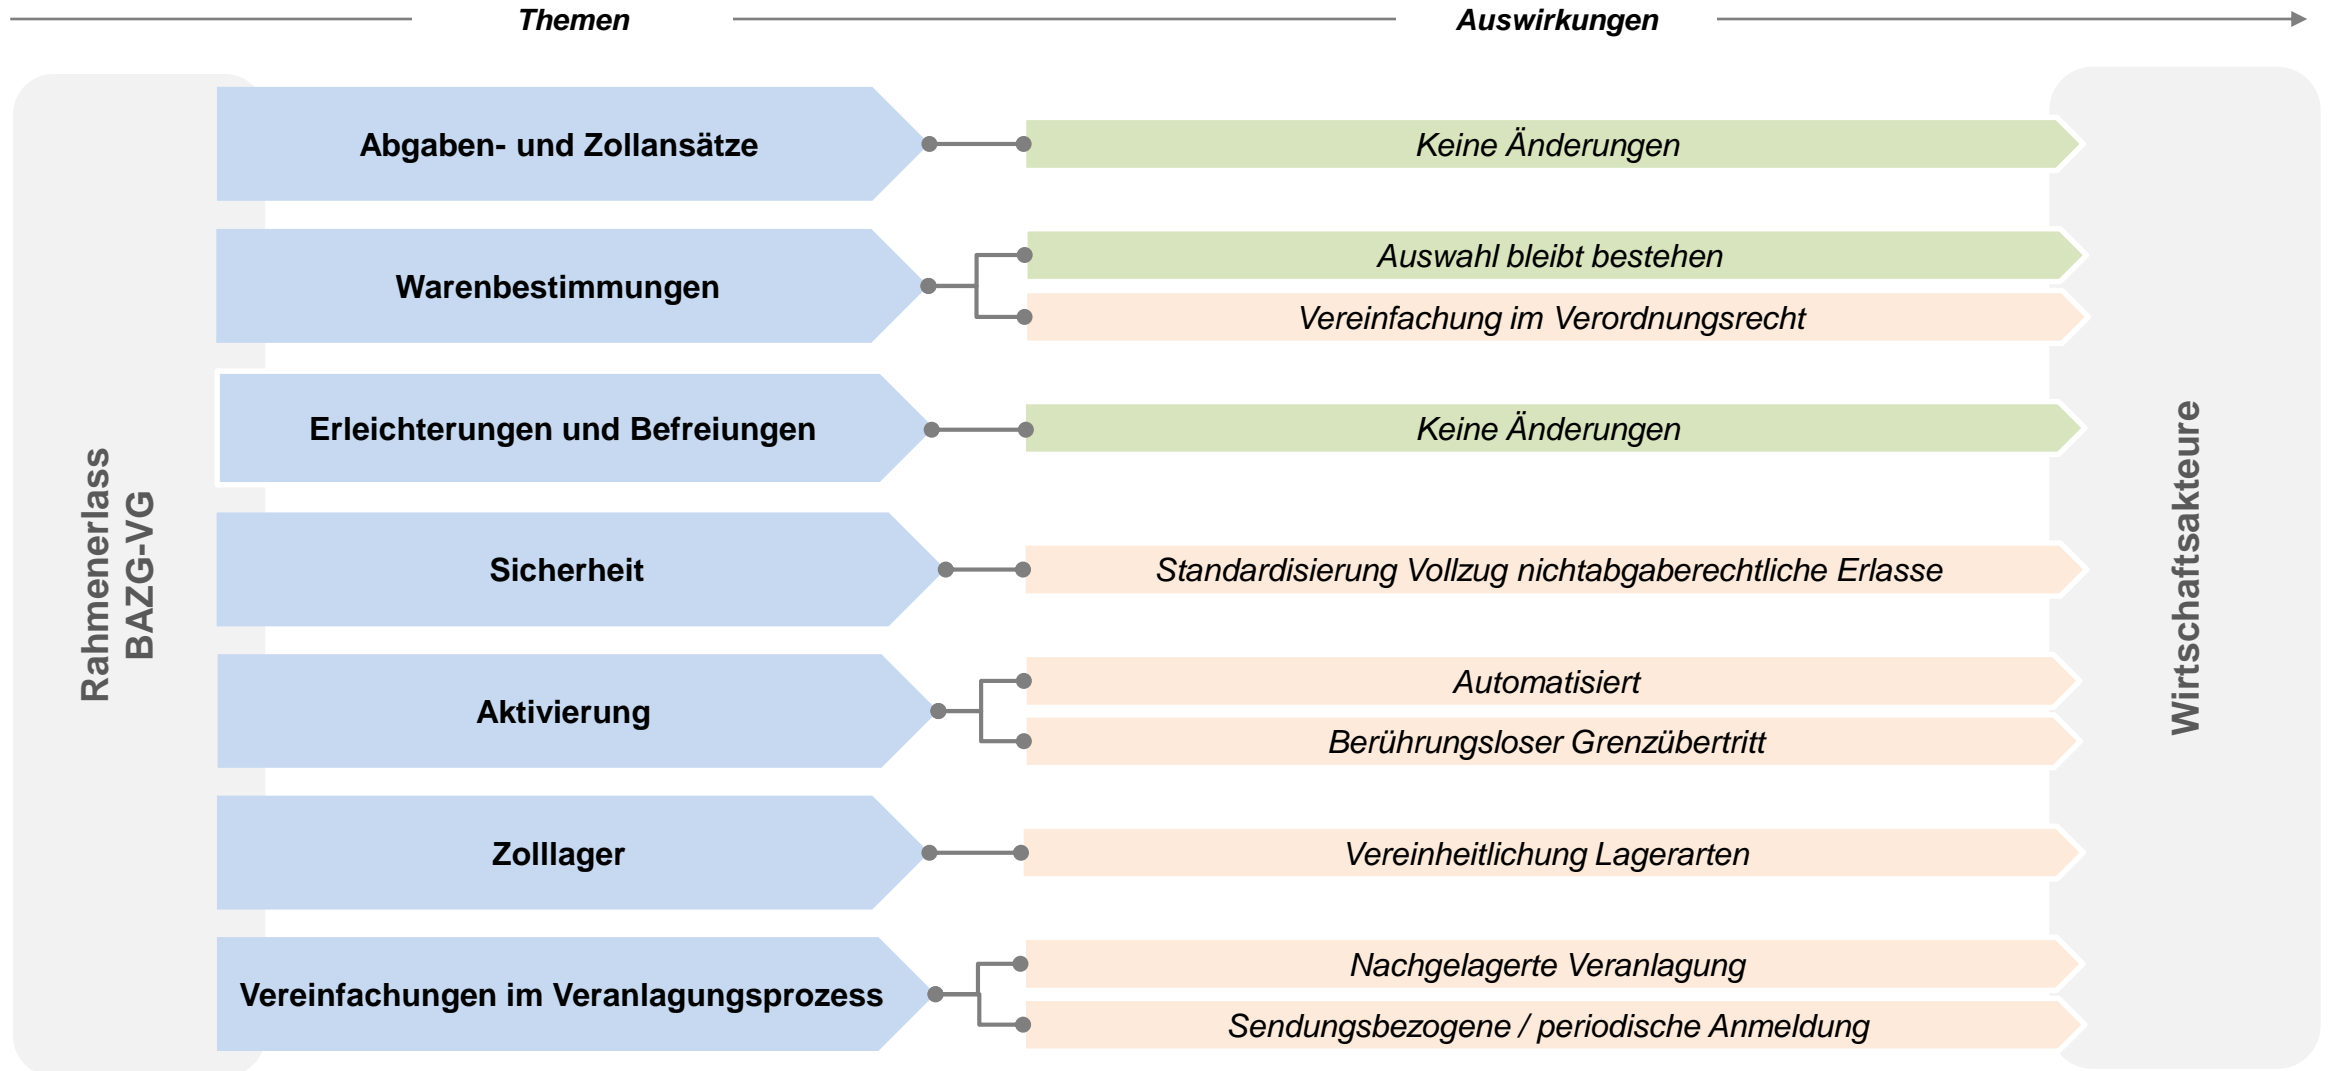 Themen
Auswirkungen
Rahmenerlass
BAZG-VG
Abgaben- und Zollansätze
Keine Änderungen
Warenbestimmungen
Auswahl bleibt bestehen
Vereinfachung im Verordnungsrecht
Erleichterungen und Befreiungen
Keine Änderungen
Sicherheit
Standardisierung Vollzug nichtabgaberechtliche Erlasse
Aktivierung
Automatisiert
Berührungsloser Grenzübertritt
Zolllager
Vereinheitlichung Lagerarten
Vereinfachungen im Veranlagungsprozess
Nachgelagerte Veranlagung
Sendungsbezogene / periodische Anmeldung
Wirtschaftsakteure